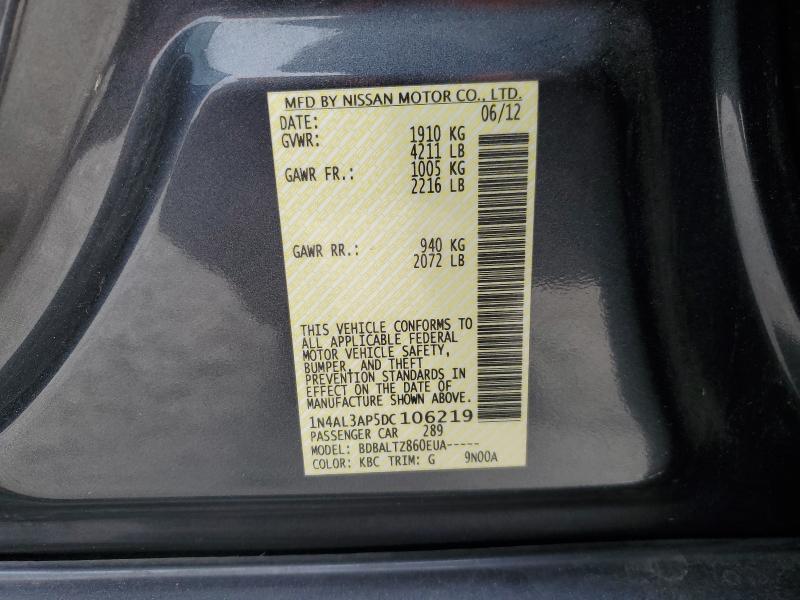 MFD BY NISSAN MOTOR CO., LTD.
DATE: 06/12
GVWR: 1910 KG
4211 LB
GAWR FR.: 1005 KG
2216 LB
GAWR RR.: 940 KG
2072 LB
THIS VEHICLE CONFORMS TO
ALL APPLICABLE FEDERAL
MOTOR VEHICLE SAFETY,
BUMPER, AND THEFT
PREVENTION STANDARDS IN
EFFECT ON THE DATE OF
MANUFACTURE SHOWN ABOVE.
1N4AL3AP5DC106219
PASSENGER CAR 289
MODEL: BDBALTZ860EUA-----
COLOR: KBC TRIM: G 9N00A